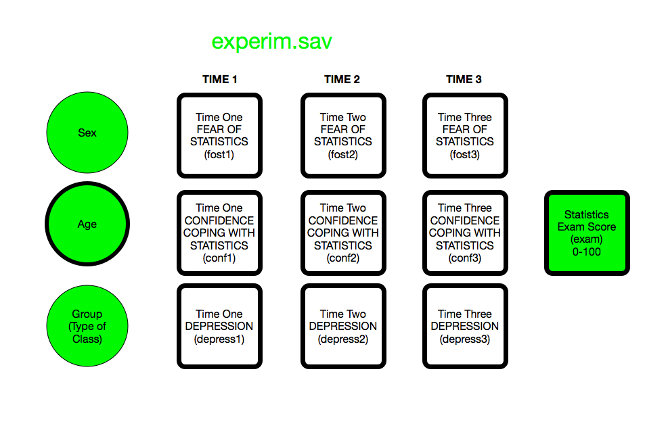 experim.sav
TIME 1
TIME 2
TIME 3
Sex
Time One
FEAR OF
STATISTICS
(fost1)
Time Two
FEAR OF
STATISTICS
(fost2)
Time Three
FEAR OF
STATISTICS
(fost3)
Age
Time One
CONFIDENCE
COPING WITH
STATISTICS
(conf1)
Time Two
CONFIDENCE
COPING WITH
STATISTICS
(conf2)
Time Three
CONFIDENCE
COPING WITH
STATISTICS
(conf3)
Statistics
Exam Score
(exam)
0-100
Group
(Type of
Class)
Time One
DEPRESSION
(depress1)
Time Two
DEPRESSION
(depress2)
Time Three
DEPRESSION
(depress3)